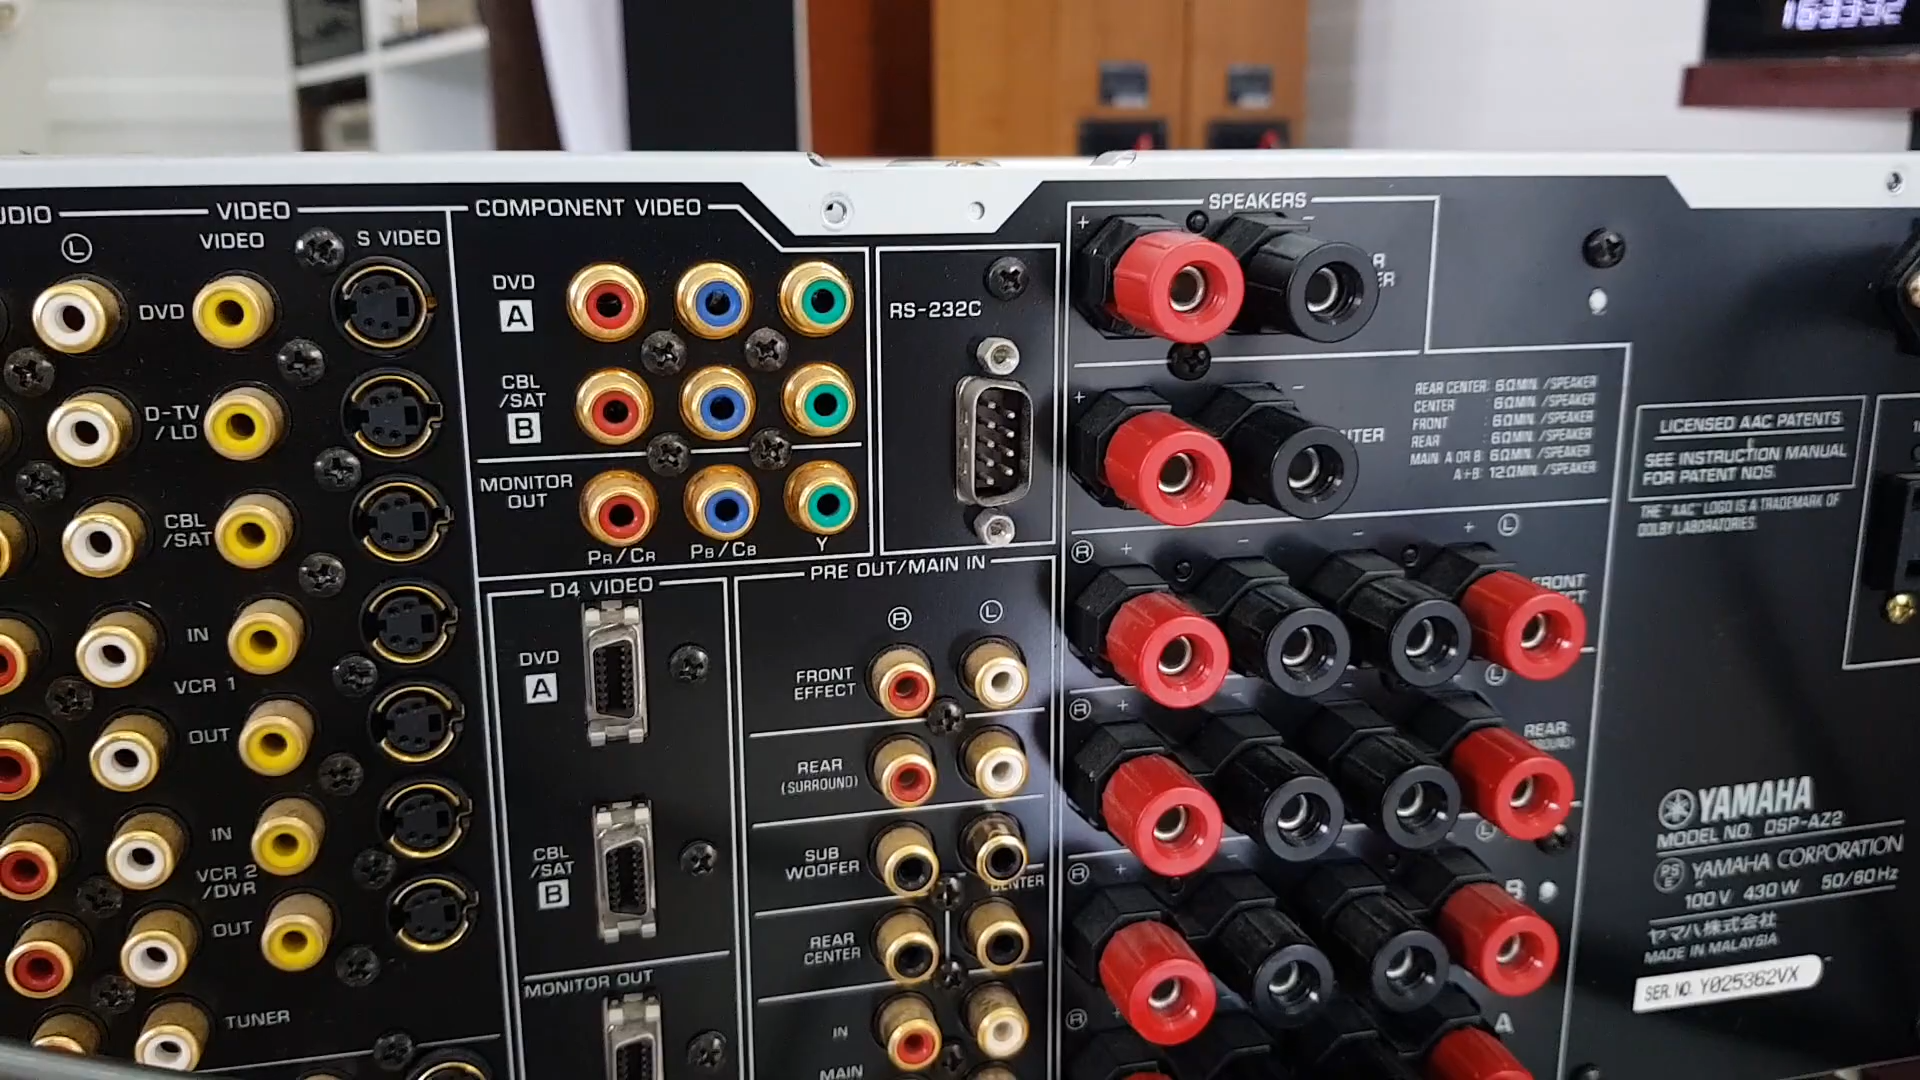 163332
UDIO
VIDEO
L
VIDEO
S VIDEO
DVD
D-TV
/LD
CBL
/SAT
IN
VCR 1
OUT
IN
VCR 2
/DVR
OUT
TUNER
COMPONENT VIDEO
DVD
A
CBL
/SAT
B
MONITOR
OUT
PR/CR
PB/CB
Y
D4 VIDEO
DVD
A
CBL
/SAT
B
MONITOR OUT
RS-232C
PRE OUT/MAIN IN
R
L
FRONT
EFFECT
REAR
(SURROUND)
SUB
WOOFER
CENTER
REAR
CENTER
IN
MAIN
SPEAKERS
+
-
+
-
REAR CENTER: 6ΩMIN. /SPEAKER
CENTER : 6ΩMIN. /SPEAKER
FRONT : 6ΩMIN. /SPEAKER
REAR : 6ΩMIN. /SPEAKER
MAIN A OR B: 6ΩMIN. /SPEAKER
A+B: 12ΩMIN. /SPEAKER
R + - - + L
R + L
REAR
R + - L
B
R +
A
LICENSED AAC PATENTS
SEE INSTRUCTION MANUAL
FOR PATENT NOS.
THE "AAC" LOGO IS A TRADEMARK OF
DOLBY LABORATORIES.
YAMAHA
MODEL NO. DSP-AZ2
PS
E
YAMAHA CORPORATION
100V 430W 50/60Hz
ヤマハ株式会社
MADE IN MALAYSIA
SER. NO. Y025362VX